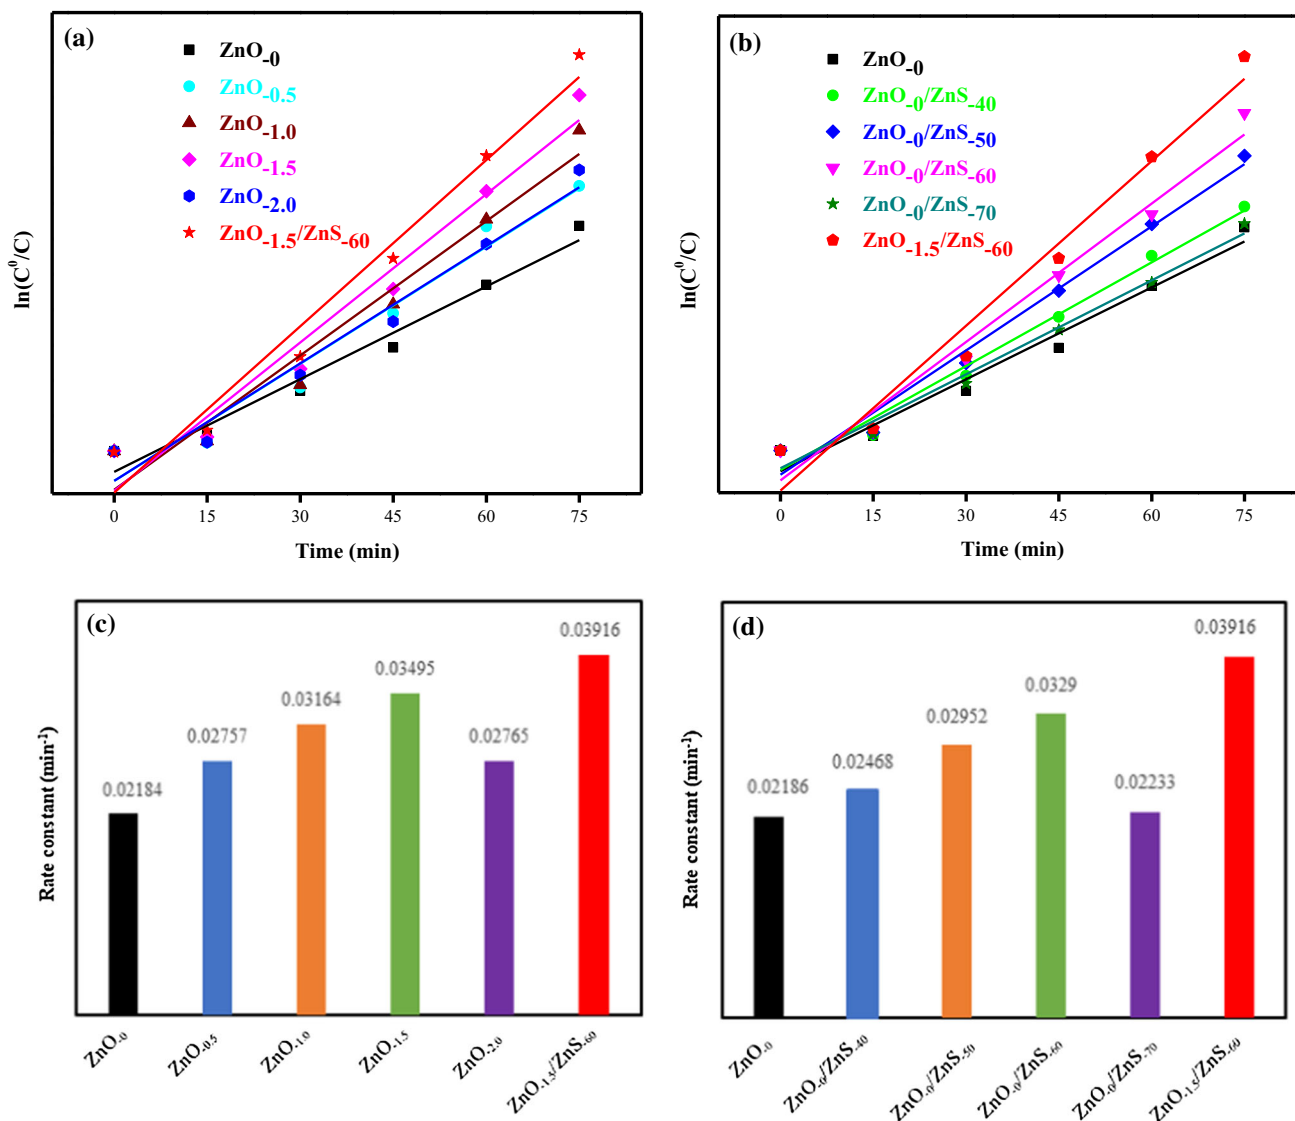 (a)
ZnO-0
ZnO-0.5
ZnO-1.0
ZnO-1.5
ZnO-2.0
ZnO-1.5/ZnS-60
ln(C⁰/C)
0 15 30 45 60 75
Time (min)
(b)
ZnO-0
ZnO-0/ZnS-40
ZnO-0/ZnS-50
ZnO-0/ZnS-60
ZnO-0/ZnS-70
ZnO-1.5/ZnS-60
ln(C⁰/C)
0 15 30 45 60 75
Time (min)
(c)
0.02184
0.02757
0.03164
0.03495
0.02765
0.03916
Rate constant (min-1)
ZnO-0
ZnO-0.5
ZnO-1.0
ZnO-1.5
ZnO-2.0
ZnO-1.5/ZnS-60
(d)
0.02186
0.02468
0.02952
0.0329
0.02233
0.03916
Rate constant (min-1)
ZnO-0
ZnO-0/ZnS-40
ZnO-0/ZnS-50
ZnO-0/ZnS-60
ZnO-0/ZnS-70
ZnO-1.5/ZnS-60